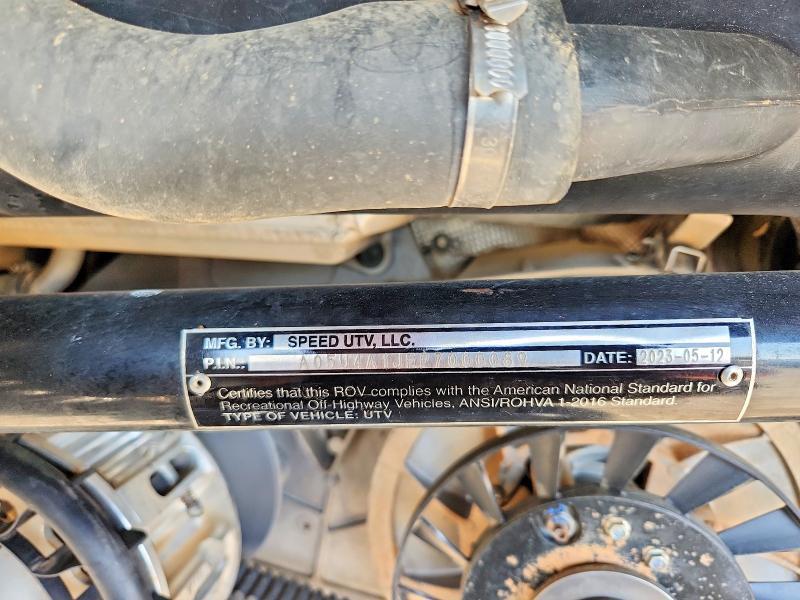 MFG. BY: SPEED UTV, LLC.
P.I.N.: DATE: 2023-05-12
Certifies that this ROV complies with the American National Standard for
Recreational Off-Highway Vehicles, ANSI/ROHVA 1-2016 Standard.
TYPE OF VEHICLE: UTV